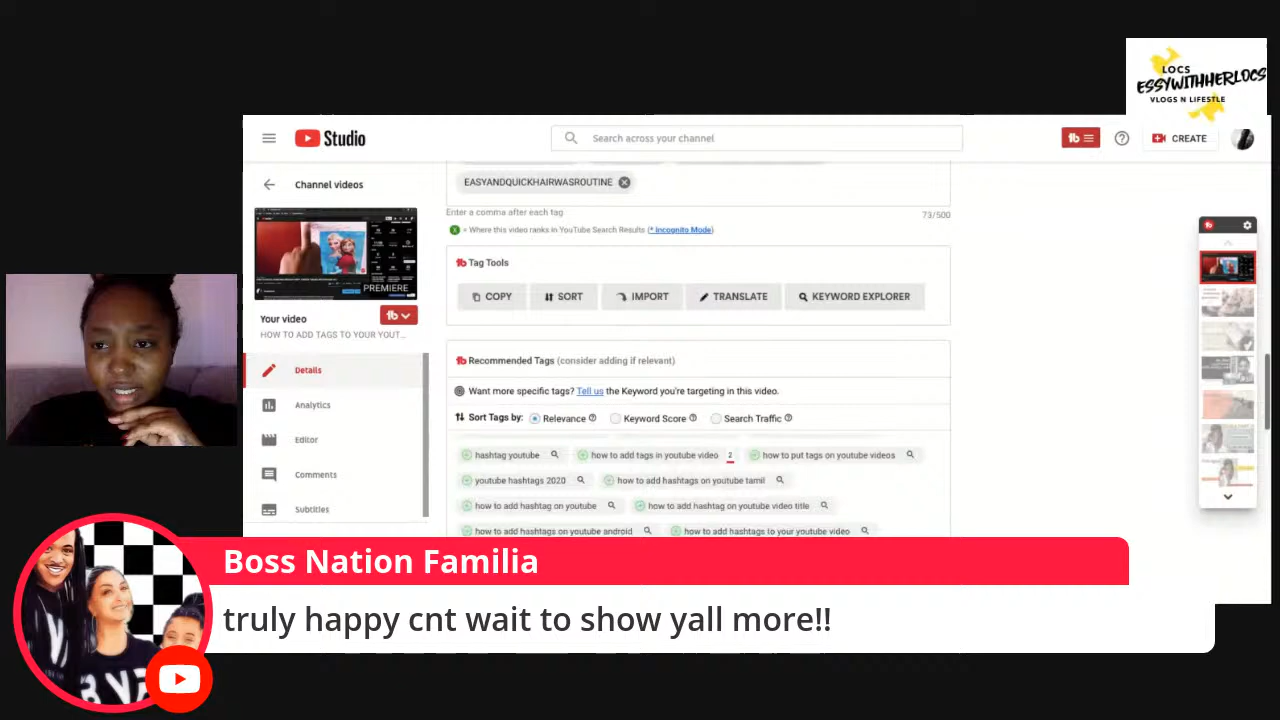 LOCS
ESSYWITHHERLOCS
VLOGS N LIFESTLE
Studio
Search across your channel
CREATE
Channel videos
PREMIERE
Your video
HOW TO ADD TAGS TO YOUR YOUT...
Details
Analytics
Editor
Comments
Subtitles
EASYANDQUICKHAIRWASROUTINE
Enter a comma after each tag
73/500
= Where this video ranks in YouTube Search Results (* Incognito Mode)
Tag Tools
COPY SORT IMPORT TRANSLATE KEYWORD EXPLORER
Recommended Tags (consider adding if relevant)
Want more specific tags? Tell us the Keyword you're targeting in this video.
Sort Tags by: Relevance Keyword Score Search Traffic
hashtag youtube how to add tags in youtube video 2 how to put tags on youtube videos
youtube hashtags 2020 how to add hashtags on youtube tamil
how to add hashtag on youtube how to add hashtag on youtube video title
how to add hashtags on youtube android how to add hashtags to your youtube video
Boss Nation Familia
truly happy cnt wait to show yall more!!